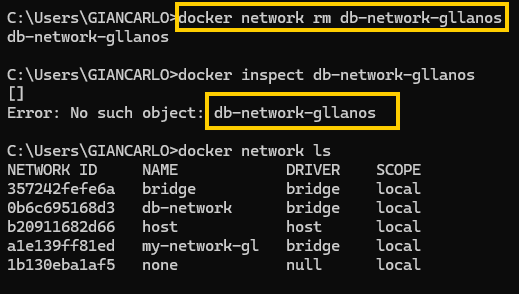 C:\Users\GIANCARLO>docker network rm db-network-gllanos
db-network-gllanos
C:\Users\GIANCARLO>docker inspect db-network-gllanos
[]
Error: No such object: db-network-gllanos
C:\Users\GIANCARLO>docker network ls
NETWORK ID     NAME            DRIVER    SCOPE
357242fefe6a   bridge          bridge    local
0b6c695168d3   db-network      bridge    local
b20911682d66   host            host      local
a1e139ff81ed   my-network-gl   bridge    local
1b130eba1af5   none            null      local